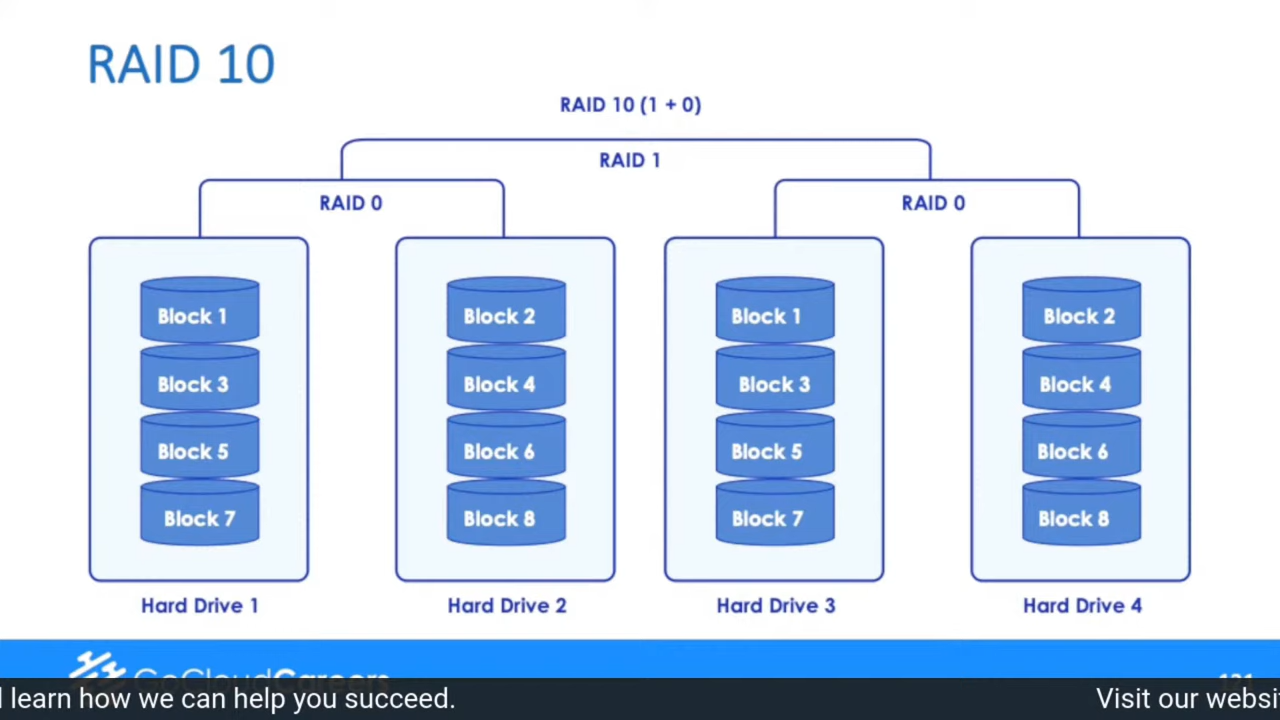 RAID 10
RAID 10 (1 + 0)
RAID 1
RAID 0 RAID 0
Block 1 Block 2 Block 1 Block 2
Block 3 Block 4 Block 3 Block 4
Block 5 Block 6 Block 5 Block 6
Block 7 Block 8 Block 7 Block 8
Hard Drive 1 Hard Drive 2 Hard Drive 3 Hard Drive 4
GoCloudCareers
learn how we can help you succeed. Visit our websi